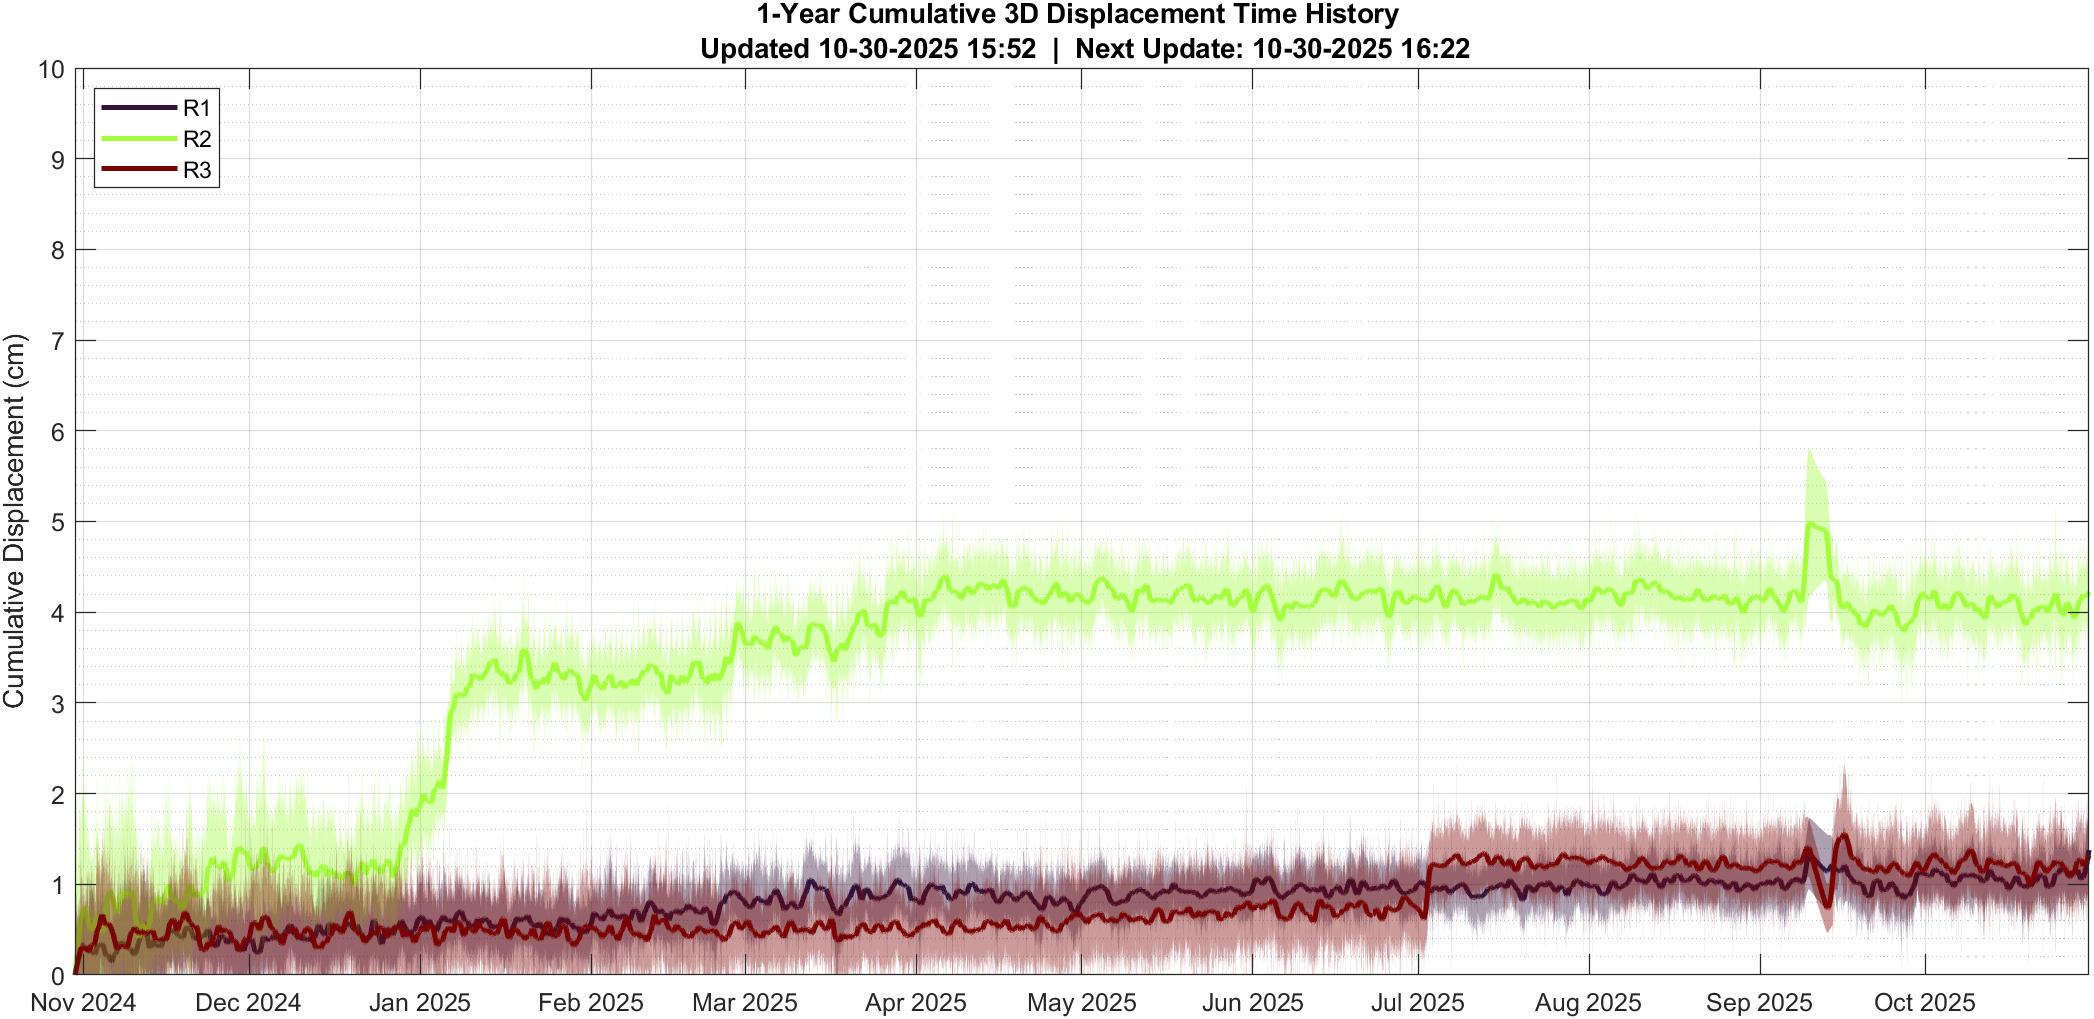 1-Year Cumulative 3D Displacement Time History
Updated 10-30-2025 15:52 | Next Update: 10-30-2025 16:22
10
9
8
7
6
5
4
3
2
1
0
Cumulative Displacement (cm)
R1
R2
R3
Nov 2024 Dec 2024 Jan 2025 Feb 2025 Mar 2025 Apr 2025 May 2025 Jun 2025 Jul 2025 Aug 2025 Sep 2025 Oct 2025